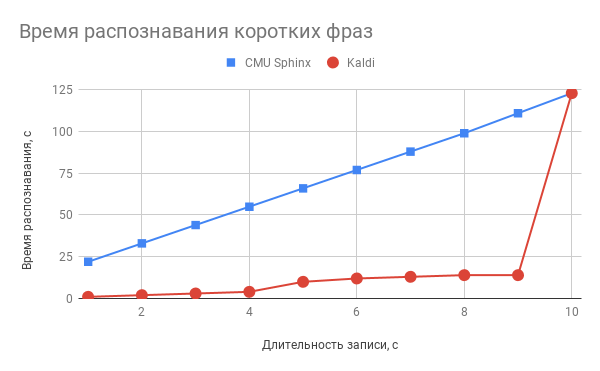 Время распознавания коротких фраз
CMU Sphinx Kaldi
125
100
75
50
25
0
Время распознавания, с
2 4 6 8 10
Длительность записи, с